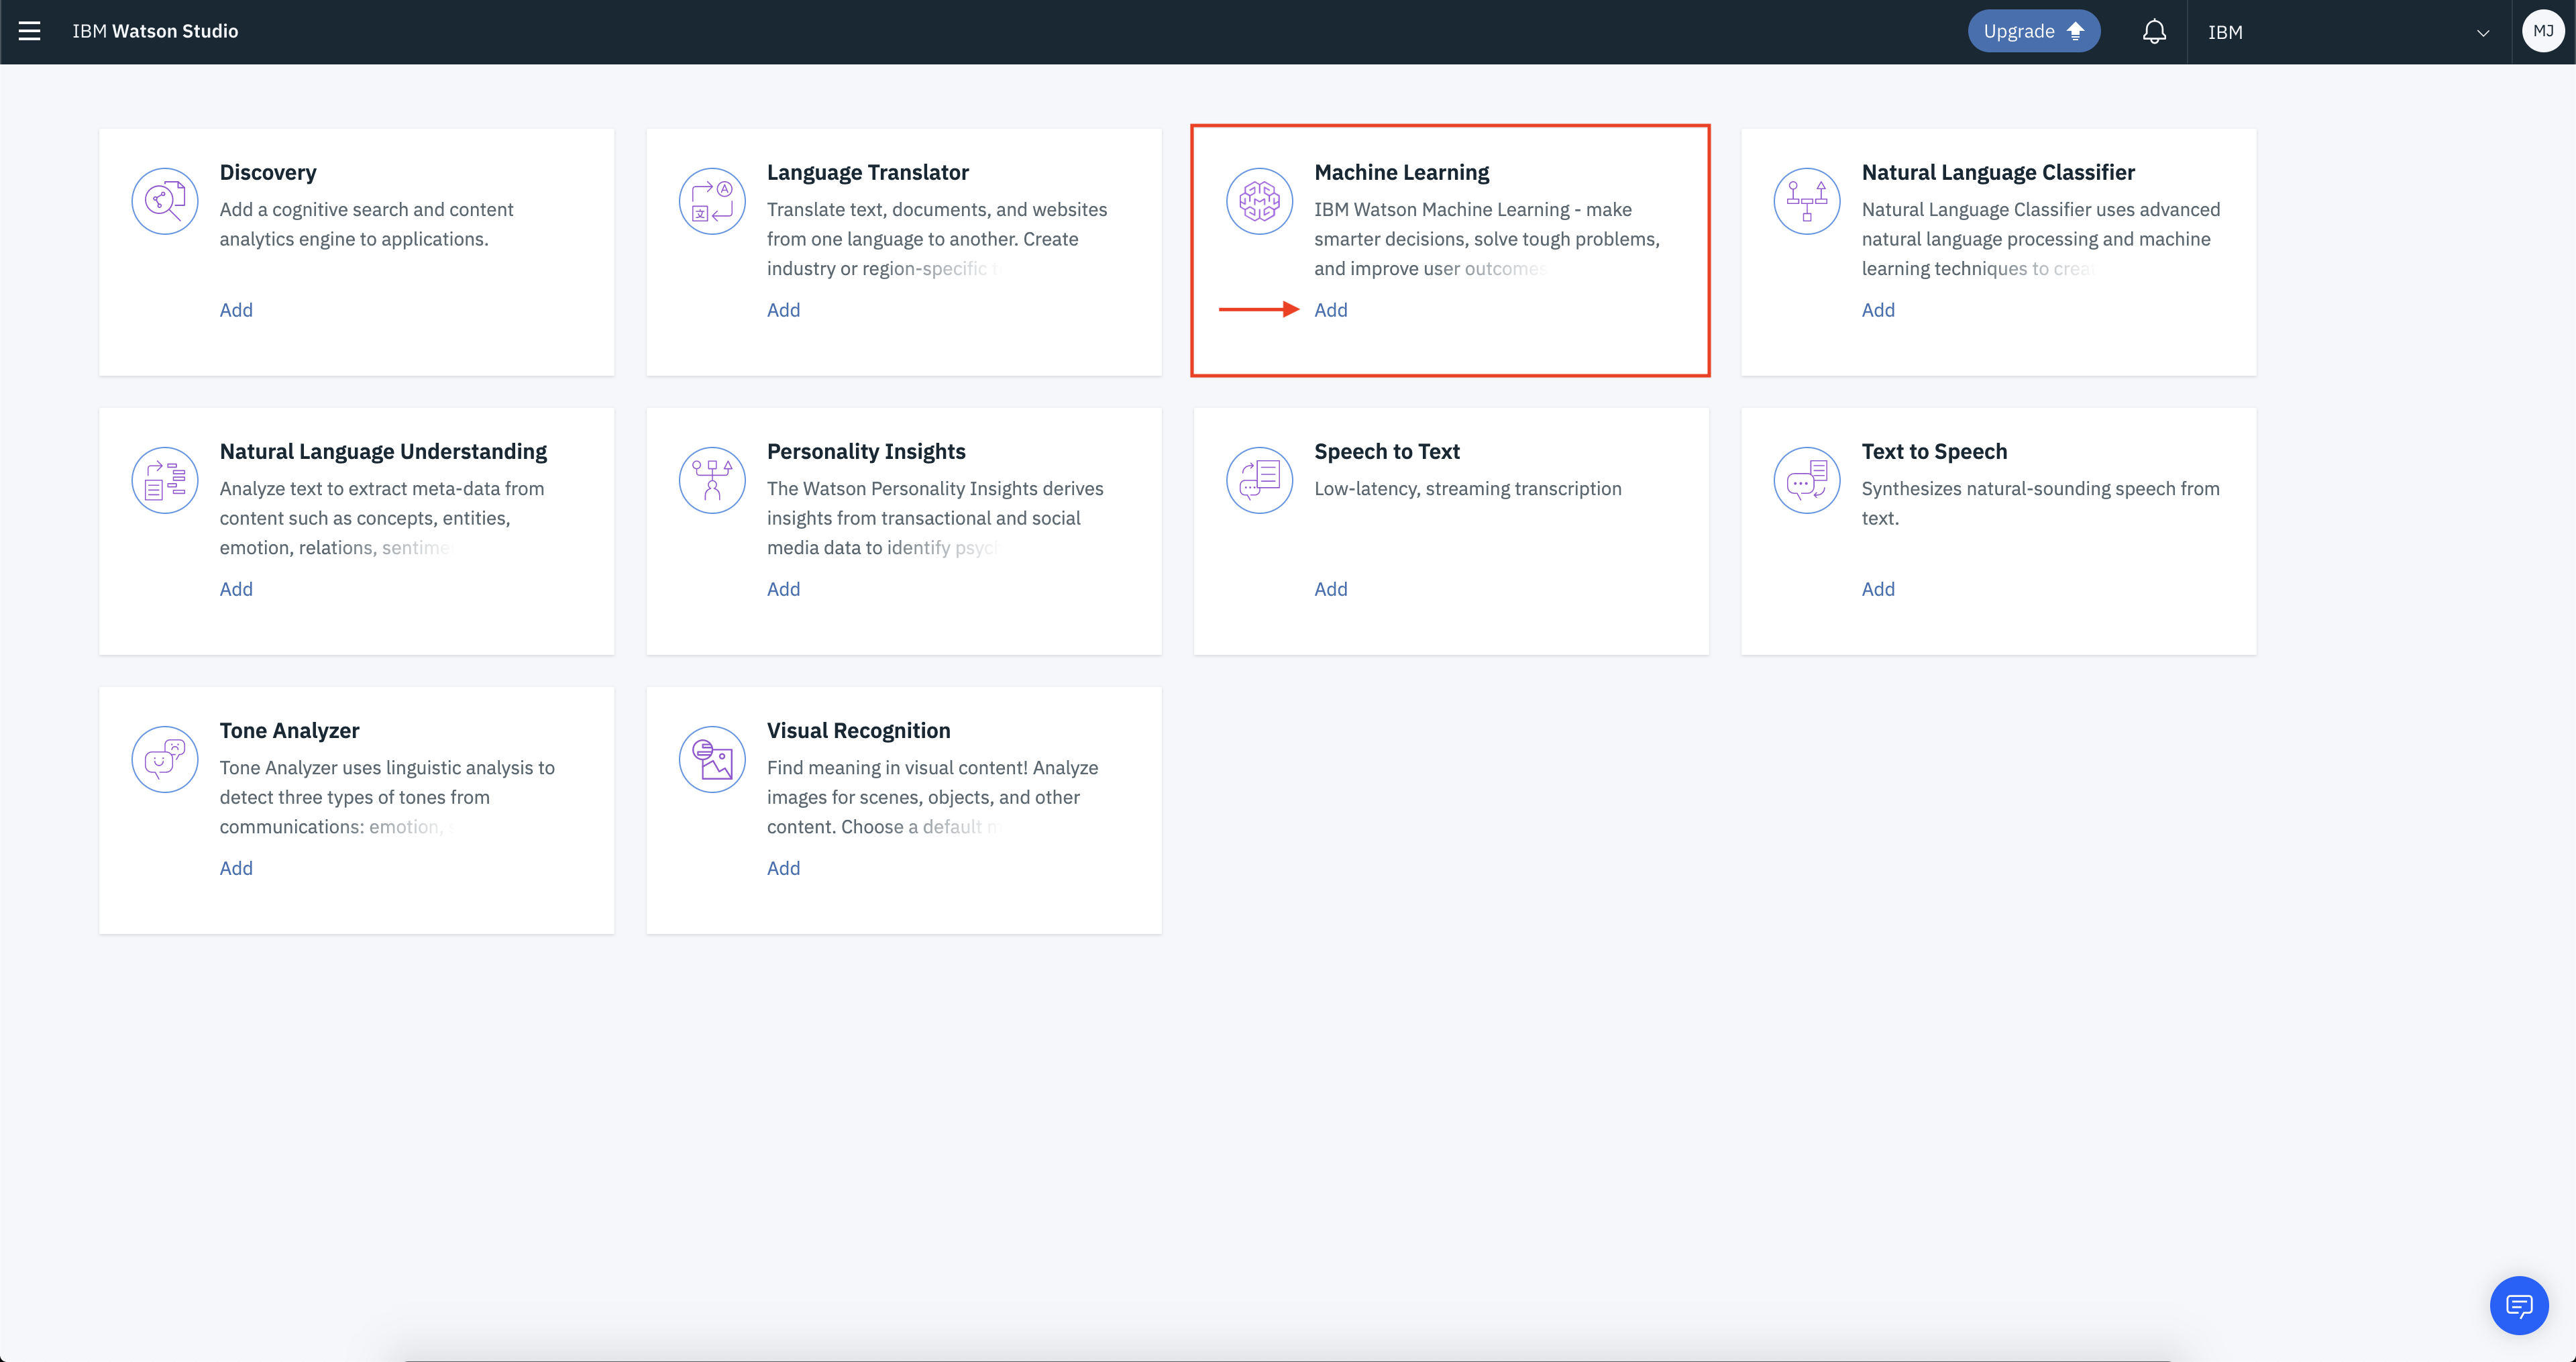 IBM Watson Studio
Upgrade
IBM
MJ
Discovery
Add a cognitive search and content
analytics engine to applications.
Add
Language Translator
Translate text, documents, and websites
from one language to another. Create
industry or region-specific
Add
Machine Learning
IBM Watson Machine Learning - make
smarter decisions, solve tough problems,
and improve user outcomes
Add
Natural Language Classifier
Natural Language Classifier uses advanced
natural language processing and machine
learning techniques to crea
Add
Natural Language Understanding
Analyze text to extract meta-data from
content such as concepts, entities,
emotion, relations, sentime
Add
Personality Insights
The Watson Personality Insights derives
insights from transactional and social
media data to identify psych
Add
Speech to Text
Low-latency, streaming transcription
Add
Text to Speech
Synthesizes natural-sounding speech from
text.
Add
Tone Analyzer
Tone Analyzer uses linguistic analysis to
detect three types of tones from
communications: emotion,
Add
Visual Recognition
Find meaning in visual content! Analyze
images for scenes, objects, and other
content. Choose a default m
Add